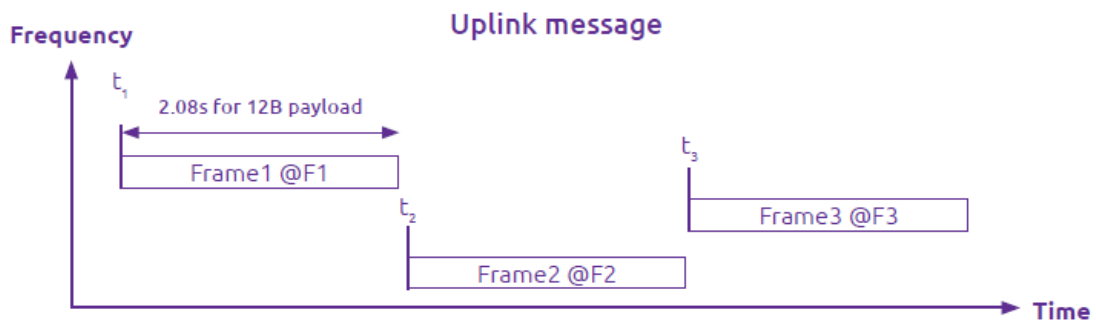 Uplink message
Frequency
t1
2.08s for 12B payload
Frame1 @F1
t2
Frame2 @F2
t3
Frame3 @F3
Time